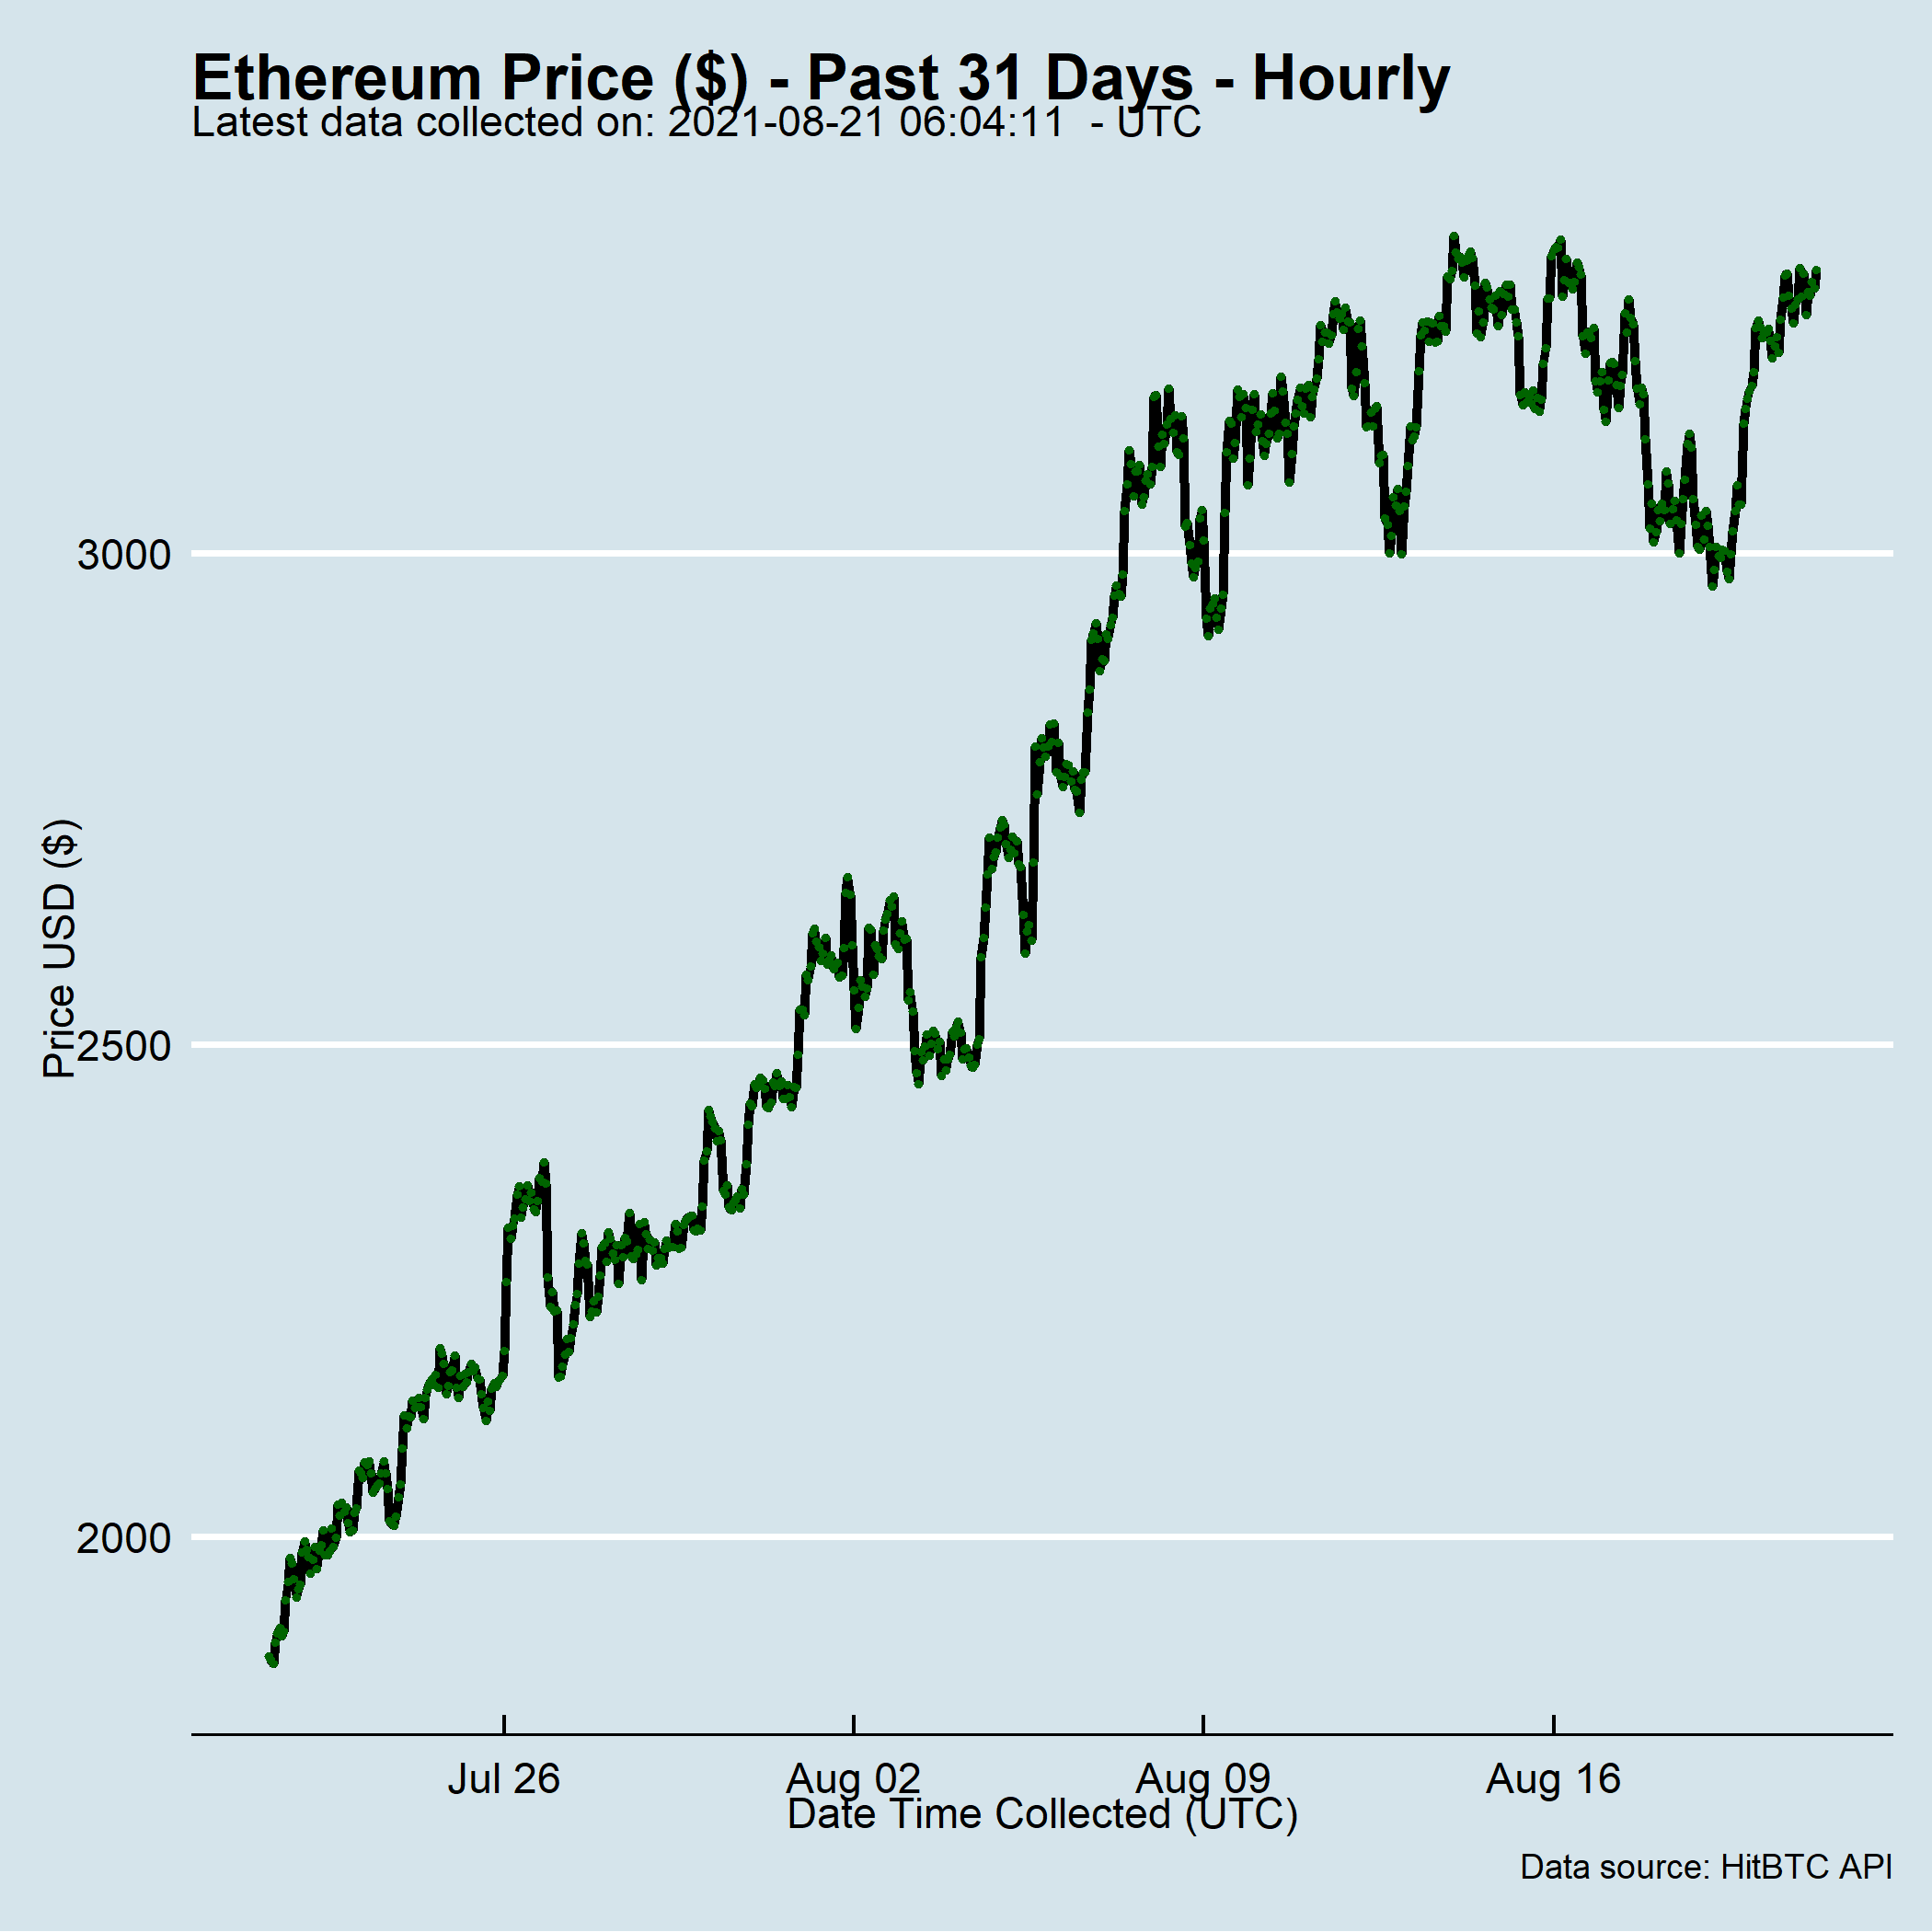 Ethereum Price ($) - Past 31 Days - Hourly
Latest data collected on: 2021-08-21 06:04:11  - UTC
Price USD ($)
3000
2500
2000
Jul 26
Aug 02
Aug 09
Aug 16
Date Time Collected (UTC)
Data source: HitBTC API